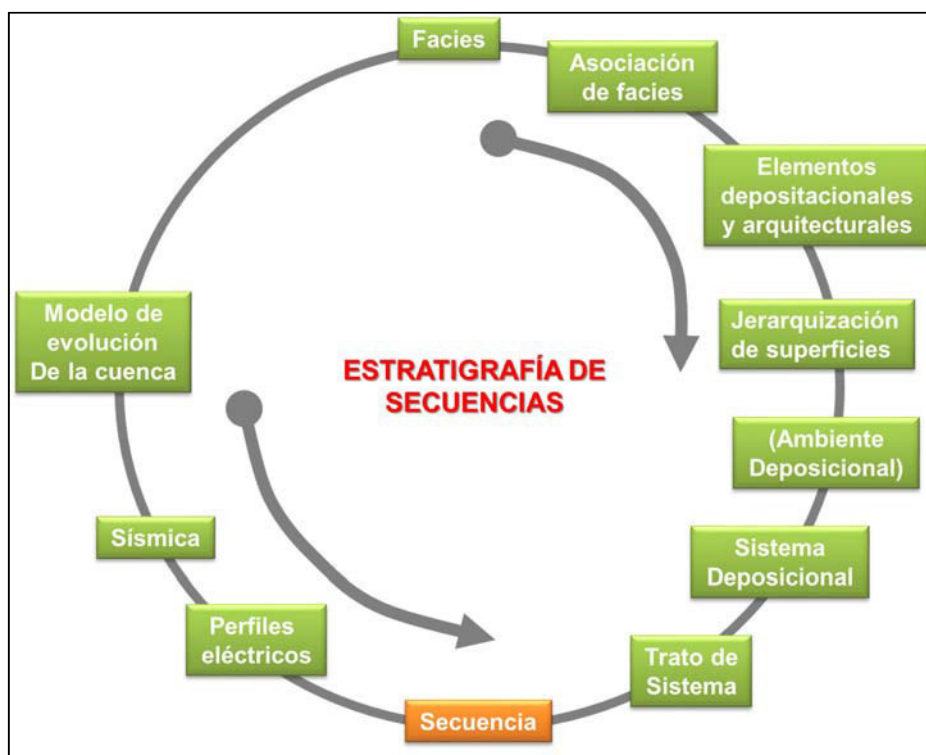 Facies
Asociación
de facies
Elementos
depositacionales
y arquitecturales
Jerarquización
de superficies
(Ambiente
Deposicional)
Sistema
Deposicional
Trato de
Sistema
Secuencia
Perfiles
eléctricos
Sísmica
Modelo de
evolución
De la cuenca
ESTRATIGRAFÍA DE
SECUENCIAS